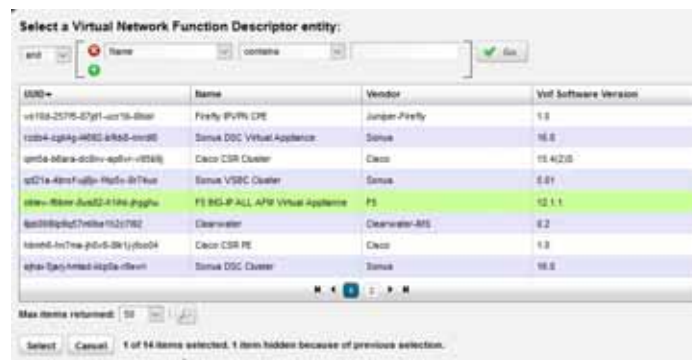 Select a Virtual Network Function Descriptor entity:
and Name contains Go
UUID Name Vendor Vnf Software Version
Firefly IPVPN CPE Juniper-Firefly 1.0
Sonus DSC Virtual Appliance Sonus 16.0
Cisco CSR Cluster Cisco 15.4(2)S
Sonus VSBC Cluster Sonus 5.01
F5 BIG-IP ALL AFM Virtual Appliance F5 12.1.1
Clearwater Clearwater-IMS 0.2
Cisco CSR PE Cisco 1.0
Sonus DSC Cluster Sonus 16.0
1 2
Max items returned: 50
Select Cancel 1 of 14 items selected. 1 item hidden because of previous selection.